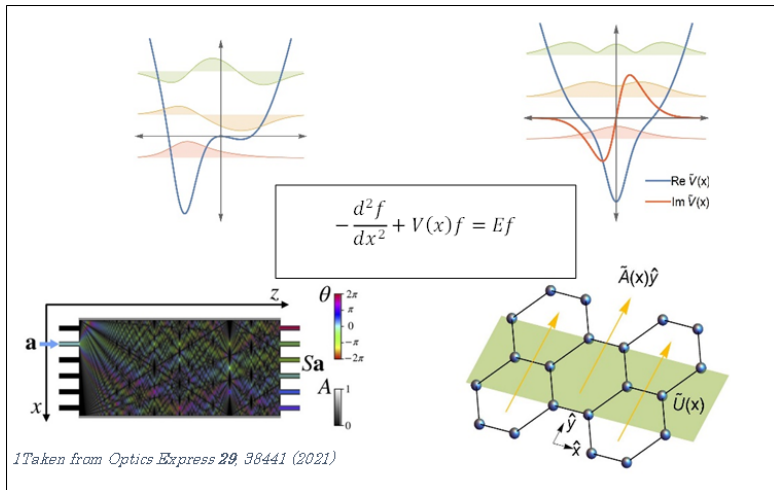 Re Ṽ(x)
Im Ṽ(x)
-d²f/dx² + V(x)f = Ef
z
θ
2π
π
0
-π
-2π
a
Sa
A
1
0
x
Ã(x)ŷ
Ũ(x)
ŷ
x̂
1Taken from Optics Express 29, 38441 (2021)